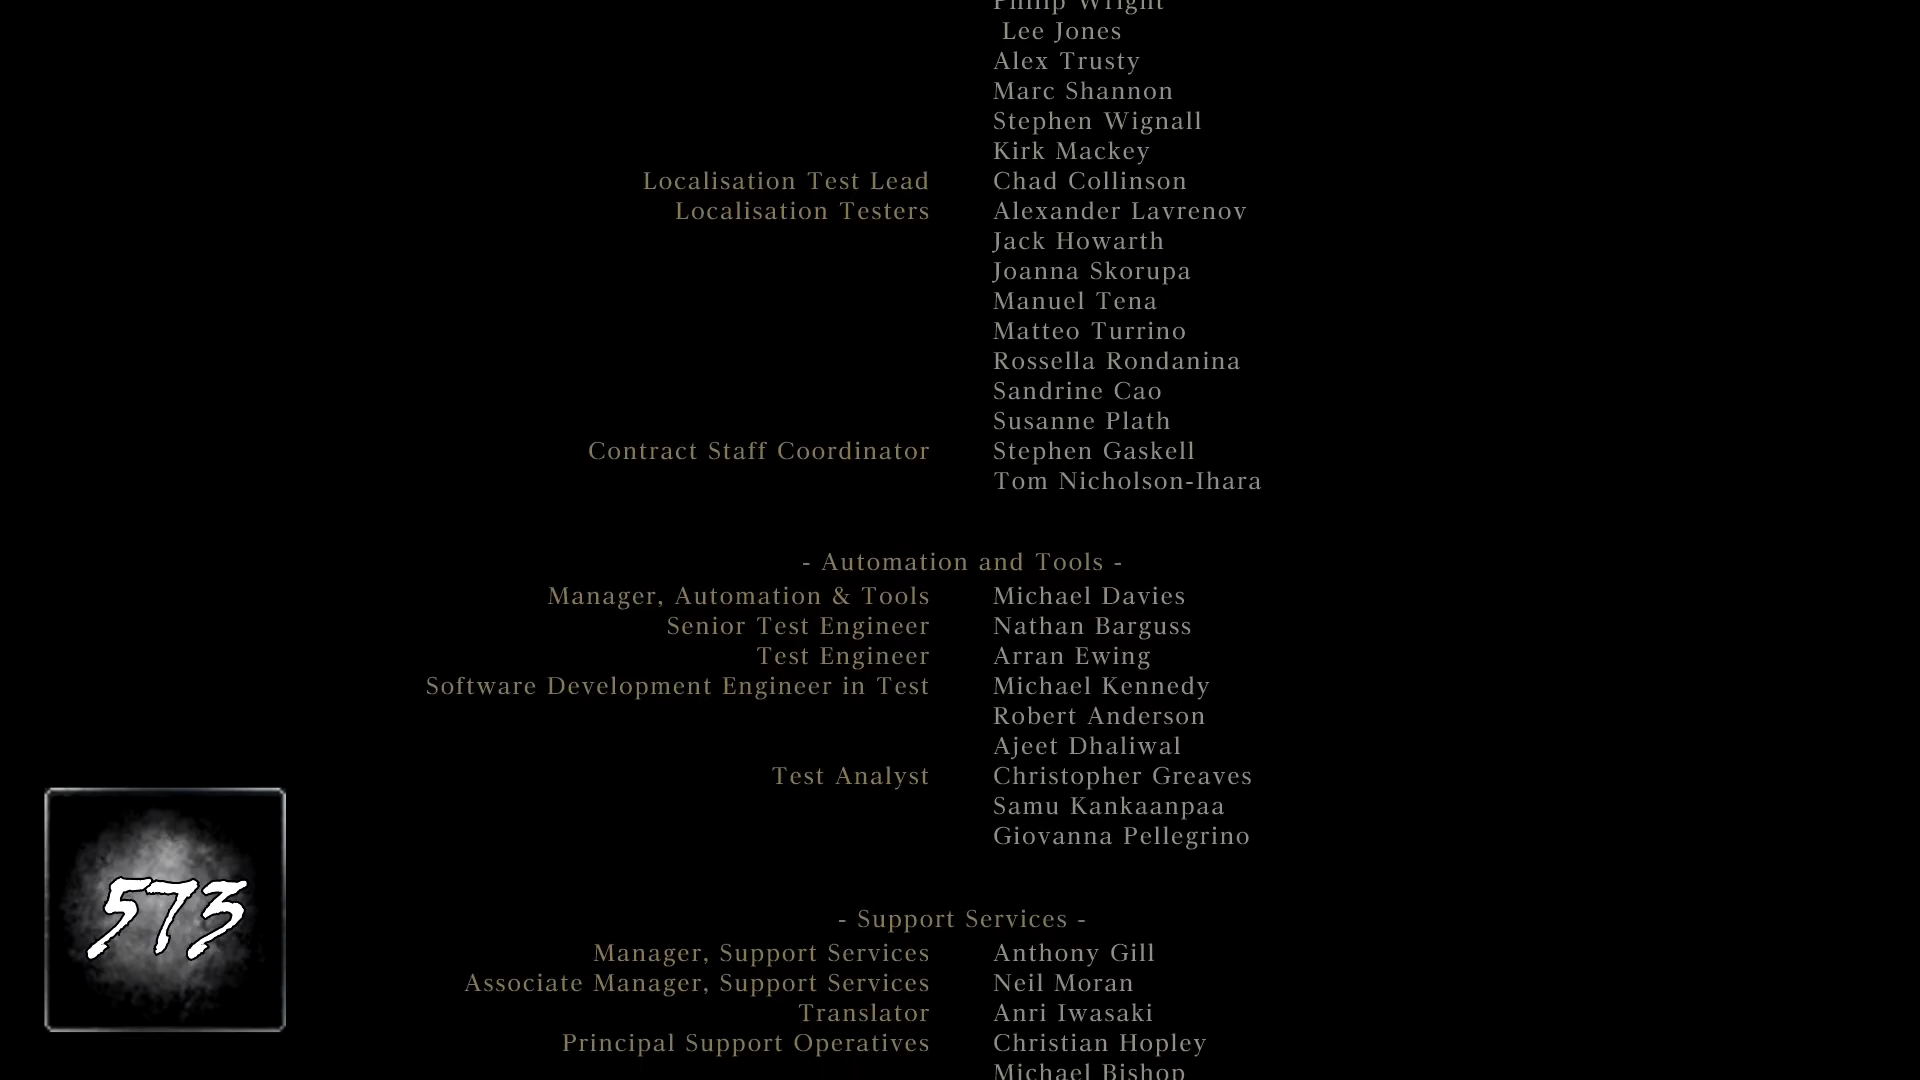 Philip Wright
Lee Jones
Alex Trusty
Marc Shannon
Stephen Wignall
Kirk Mackey
Localisation Test Lead Chad Collinson
Localisation Testers Alexander Lavrenov
Jack Howarth
Joanna Skorupa
Manuel Tena
Matteo Turrino
Rossella Rondanina
Sandrine Cao
Susanne Plath
Contract Staff Coordinator Stephen Gaskell
Tom Nicholson-Ihara
- Automation and Tools -
Manager, Automation & Tools Michael Davies
Senior Test Engineer Nathan Barguss
Test Engineer Arran Ewing
Software Development Engineer in Test Michael Kennedy
Robert Anderson
Ajeet Dhaliwal
Test Analyst Christopher Greaves
Samu Kankaanpaa
Giovanna Pellegrino
573
- Support Services -
Manager, Support Services Anthony Gill
Associate Manager, Support Services Neil Moran
Translator Anri Iwasaki
Principal Support Operatives Christian Hopley
Michael Bishop